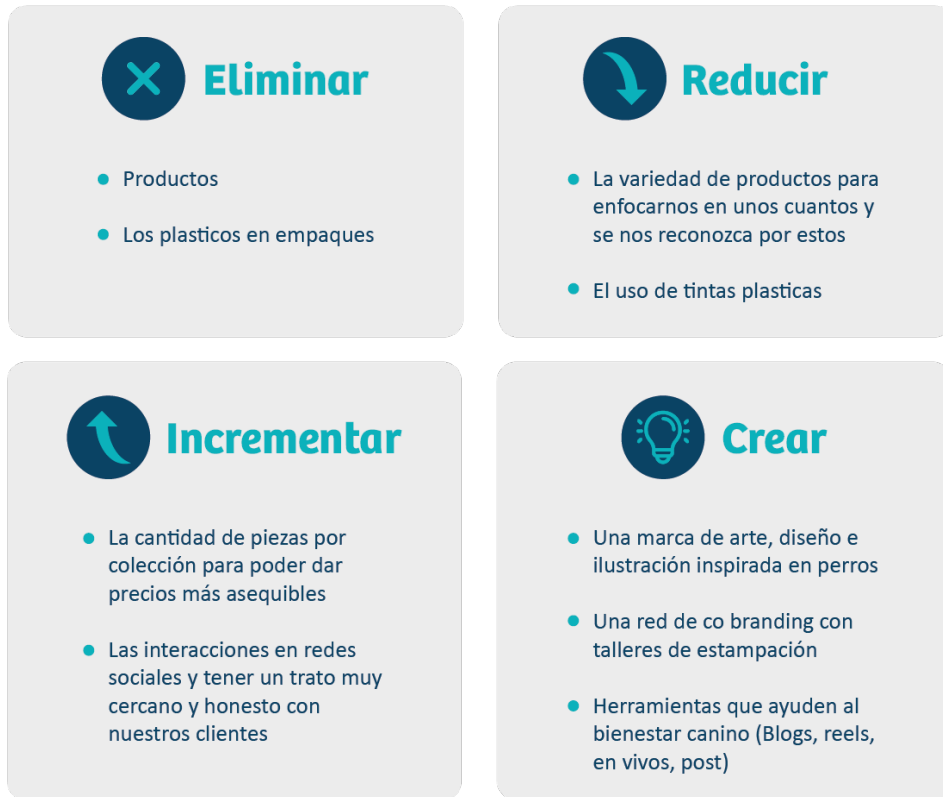 Eliminar
Productos
Los plasticos en empaques
Reducir
La variedad de productos para
enfocarnos en unos cuantos y
se nos reconozca por estos
El uso de tintas plasticas
Incrementar
La cantidad de piezas por
colección para poder dar
precios más asequibles
Las interacciones en redes
sociales y tener un trato muy
cercano y honesto con
nuestros clientes
Crear
Una marca de arte, diseño e
ilustración inspirada en perros
Una red de co branding con
talleres de estampación
Herramientas que ayuden al
bienestar canino (Blogs, reels,
en vivos, post)